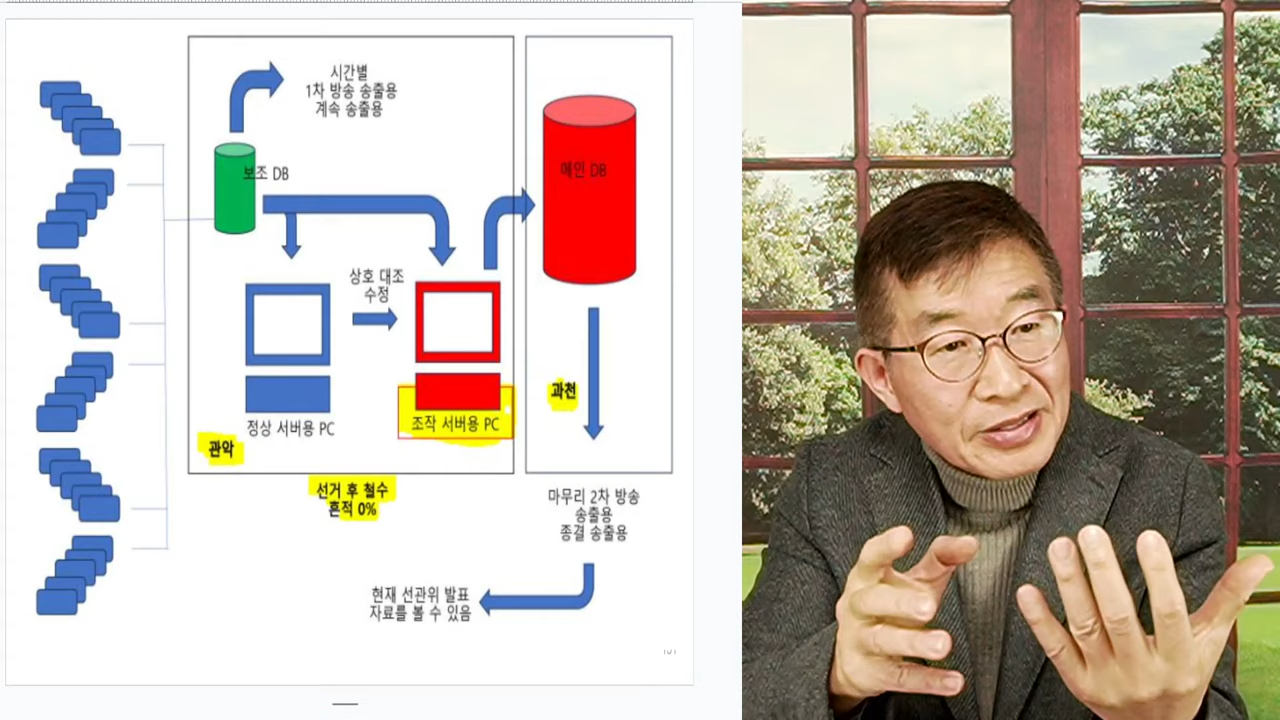 시간별
1차 방송 송출용
계속 송출용
보조 DB
메인 DB
상호 대조
수정
정상 서버용 PC
조작 서버용 PC
관악
과천
선거 후 철수
흔적 0%
마무리 2차 방송
송출용
종결 송출용
현재 선관위 발표
자료를 볼 수 있음